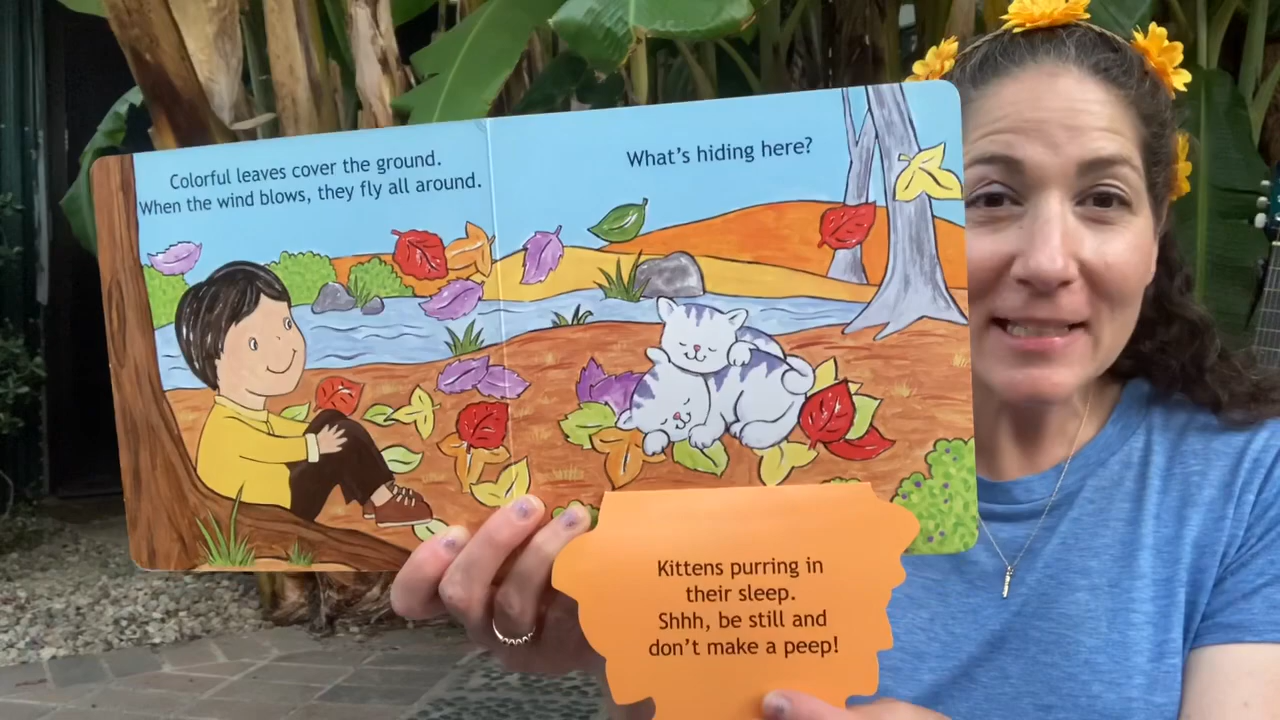 Colorful leaves cover the ground.
When the wind blows, they fly all around.
What's hiding here?
Kittens purring in
their sleep.
Shhh, be still and
don't make a peep!